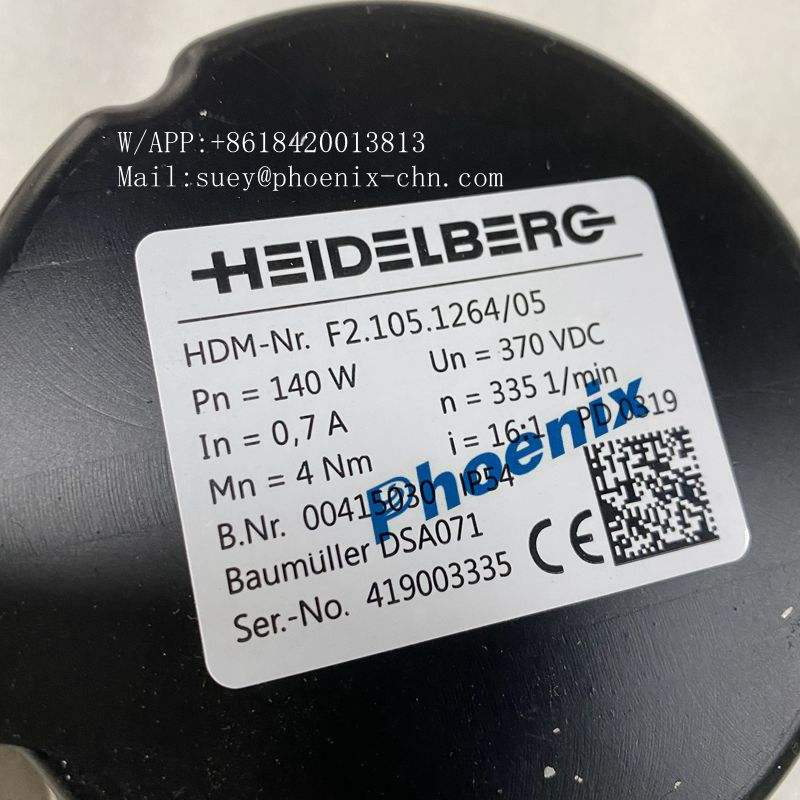 W/APP:+8618420013813
Mail:suey@phoenix-chn.com
HEIDELBERG
HDM-Nr. F2.105.1264/05
Pn = 140 W Un = 370 VDC
In = 0,7 A n = 335 1/min
Mn = 4 Nm i = 16:1 PD 0319
B.Nr. 00415030 IP54
Baumüller DSA071
Ser.-No. 419003335 CE
Phoenix